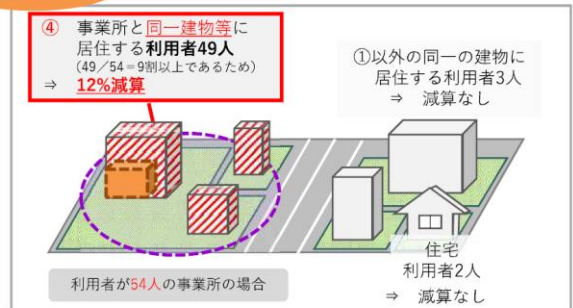 ④ 事業所と同一建物等に
居住する利用者49人
（49／54＝9割以上であるため）
⇒ 12%減算
①以外の同一の建物に
居住する利用者3人
⇒ 減算なし
住宅
利用者2人
⇒ 減算なし
利用者が54人の事業所の場合